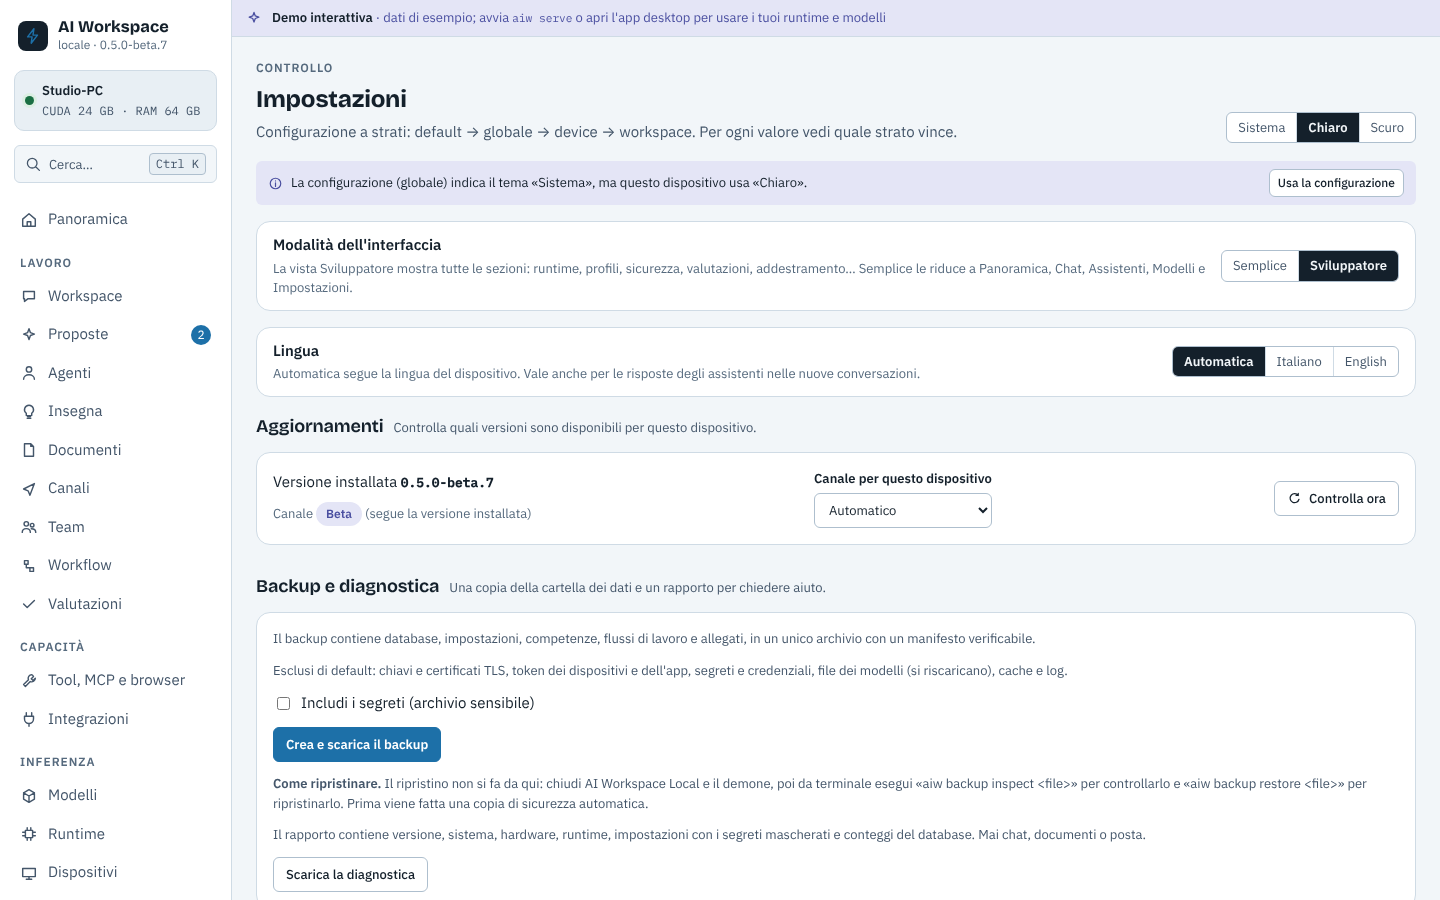 AI Workspace
locale · 0.5.0-beta.7
Studio-PC
CUDA 24 GB · RAM 64 GB
Cerca...
Ctrl K
Panoramica
LAVORO
Workspace
Proposte
2
Agenti
Insegna
Documenti
Canali
Team
Workflow
Valutazioni
CAPACITÀ
Tool, MCP e browser
Integrazioni
INFERENZA
Modelli
Runtime
Dispositivi
Demo interattiva · dati di esempio; avvia aiw serve o apri l'app desktop per usare i tuoi runtime e modelli
CONTROLLO
Impostazioni
Configurazione a strati: default → globale → device → workspace. Per ogni valore vedi quale strato vince.
Sistema
Chiaro
Scuro
La configurazione (globale) indica il tema «Sistema», ma questo dispositivo usa «Chiaro».
Usa la configurazione
Modalità dell'interfaccia
La vista Sviluppatore mostra tutte le sezioni: runtime, profili, sicurezza, valutazioni, addestramento... Semplice le riduce a Panoramica, Chat, Assistenti, Modelli e
Impostazioni.
Semplice
Sviluppatore
Lingua
Automatica segue la lingua del dispositivo. Vale anche per le risposte degli assistenti nelle nuove conversazioni.
Automatica
Italiano
English
Aggiornamenti
Controlla quali versioni sono disponibili per questo dispositivo.
Versione installata 0.5.0-beta.7
Canale Beta (segue la versione installata)
Canale per questo dispositivo
Automatico
Controlla ora
Backup e diagnostica
Una copia della cartella dei dati e un rapporto per chiedere aiuto.
Il backup contiene database, impostazioni, competenze, flussi di lavoro e allegati, in un unico archivio con un manifesto verificabile.
Esclusi di default: chiavi e certificati TLS, token dei dispositivi e dell'app, segreti e credenziali, file dei modelli (si riscaricano), cache e log.
Includi i segreti (archivio sensibile)
Crea e scarica il backup
Come ripristinare. Il ripristino non si fa da qui: chiudi AI Workspace Local e il demone, poi da terminale esegui «aiw backup inspect <file>» per controllarlo e «aiw backup restore <file>» per
ripristinarlo. Prima viene fatta una copia di sicurezza automatica.
Il rapporto contiene versione, sistema, hardware, runtime, impostazioni con i segreti mascherati e conteggi del database. Mai chat, documenti o posta.
Scarica la diagnostica